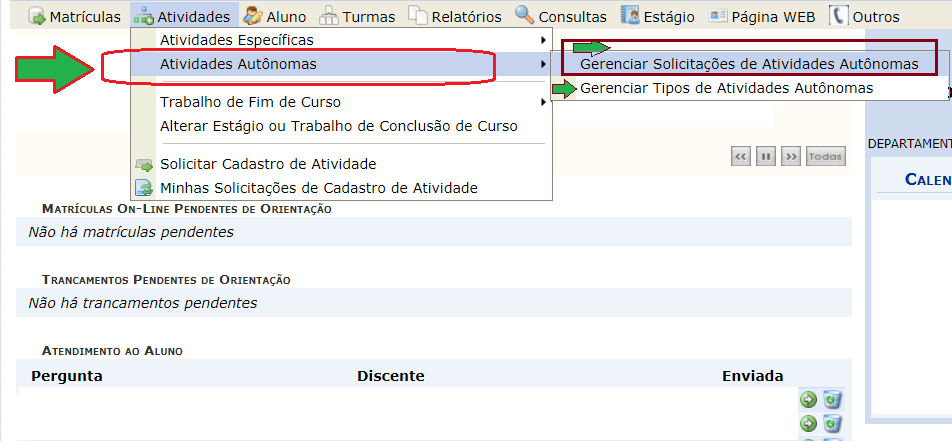 Matrículas Atividades Aluno Turmas Relatórios Consultas Estágio Página WEB Outros
Atividades Específicas
Atividades Autônomas
Gerenciar Solicitações de Atividades Autônomas
Gerenciar Tipos de Atividades Autônomas
Trabalho de Fim de Curso
Alterar Estágio ou Trabalho de Conclusão de Curso
Solicitar Cadastro de Atividade
Minhas Solicitações de Cadastro de Atividade
Todas
DEPARTAMENT
CALEN
MATRÍCULAS ON-LINE PENDENTES DE ORIENTAÇÃO
Não há matrículas pendentes
TRANCAMENTOS PENDENTES DE ORIENTAÇÃO
Não há trancamentos pendentes
ATENDIMENTO AO ALUNO
Pergunta Discente Enviada